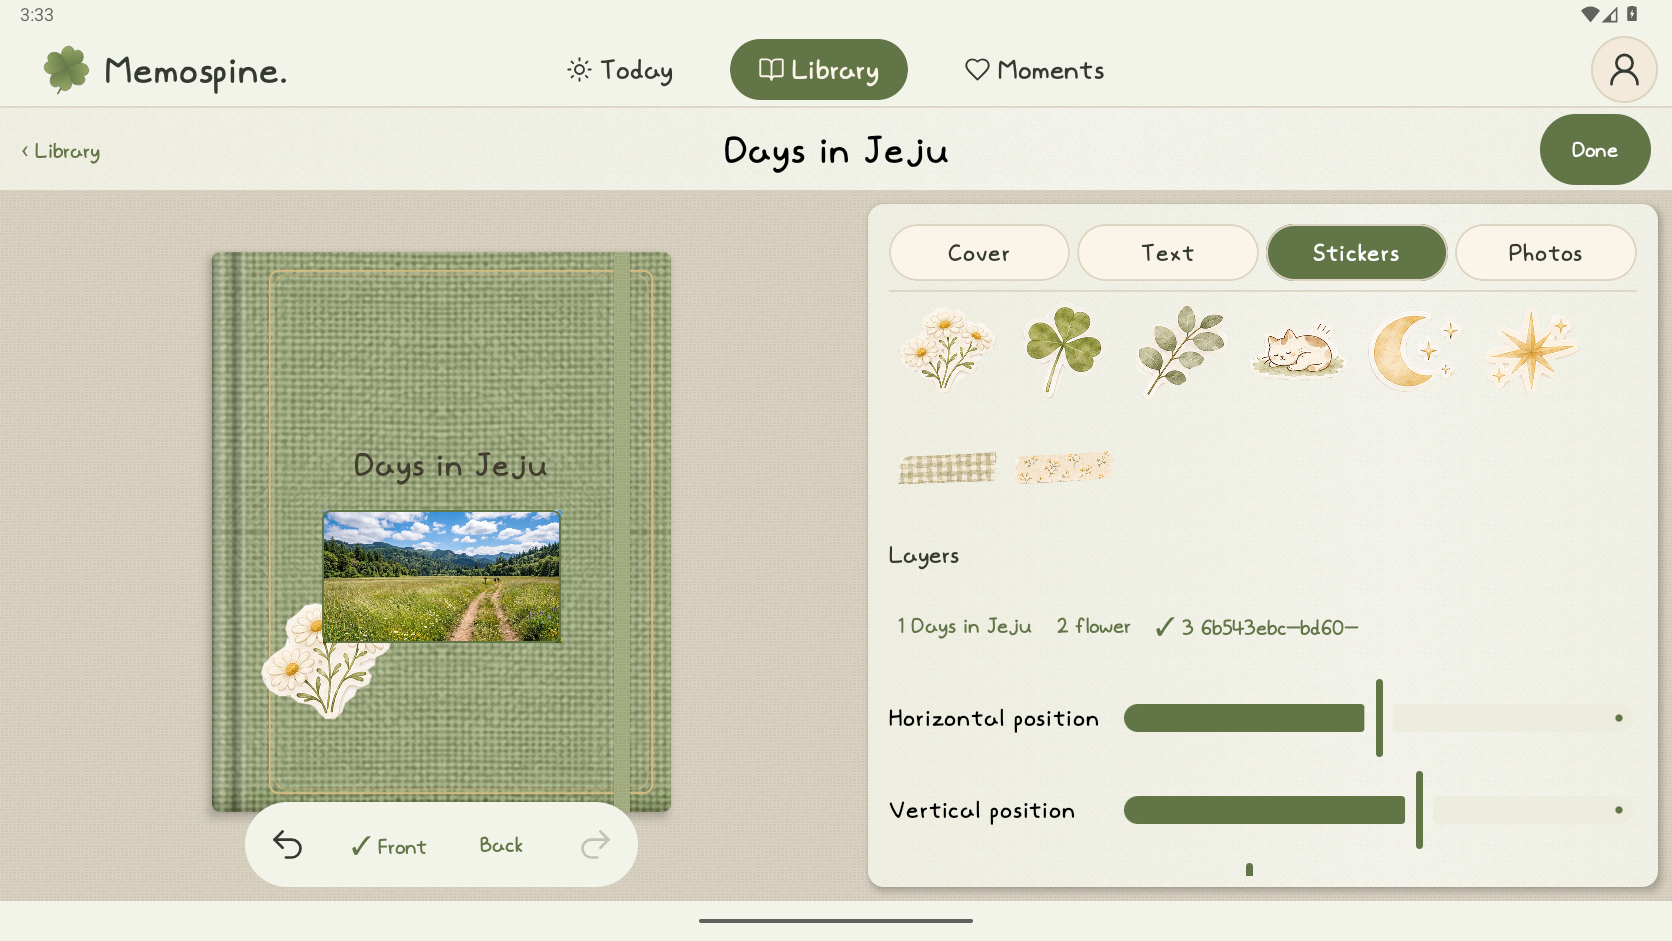 3:33
Memospine.
Today
Library
Moments
‹ Library
Days in Jeju
Done
Cover
Text
Stickers
Photos
Days in Jeju
Layers
1 Days in Jeju
2 flower
✓ 3 6b543ebc-bd60-
Horizontal position
Vertical position
✓ Front
Back